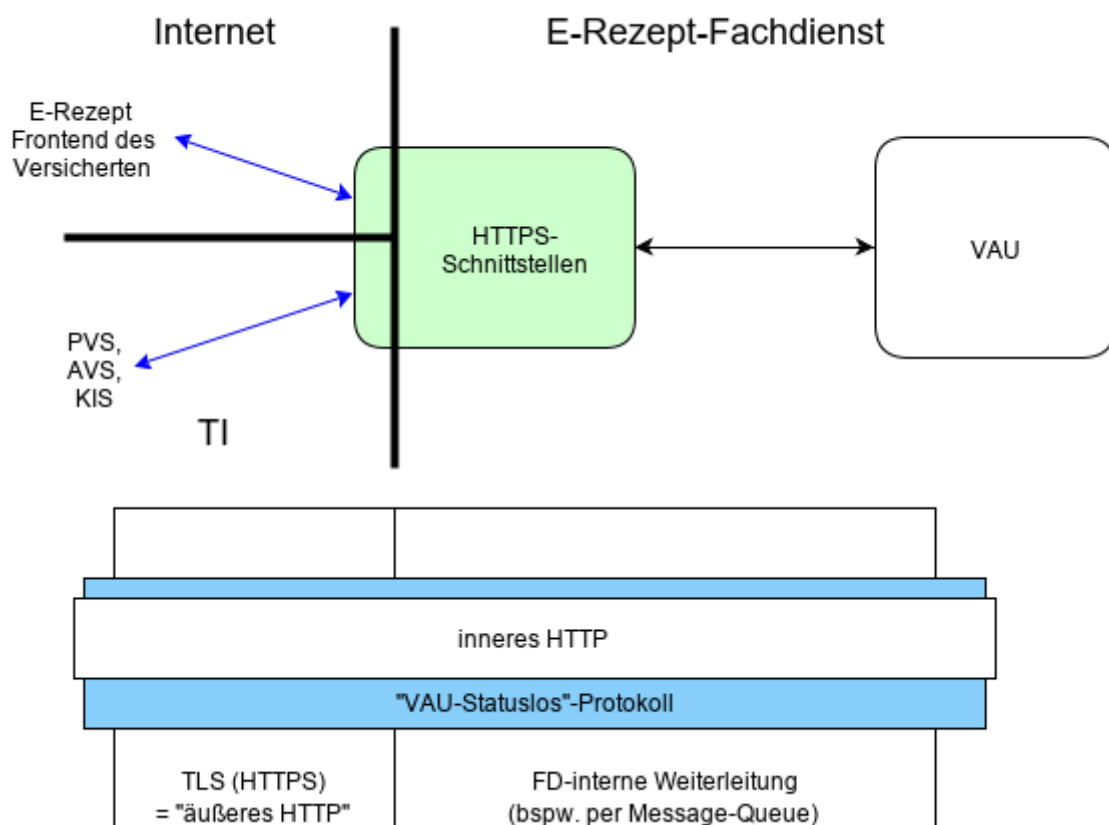 Internet
E-Rezept-Fachdienst
E-Rezept
Frontend des
Versicherten
HTTPS-
Schnittstellen
VAU
PVS,
AVS,
KIS
TI
inneres HTTP
"VAU-Statuslos"-Protokoll
TLS (HTTPS)
= "äußeres HTTP"
FD-interne Weiterleitung
(bspw. per Message-Queue)